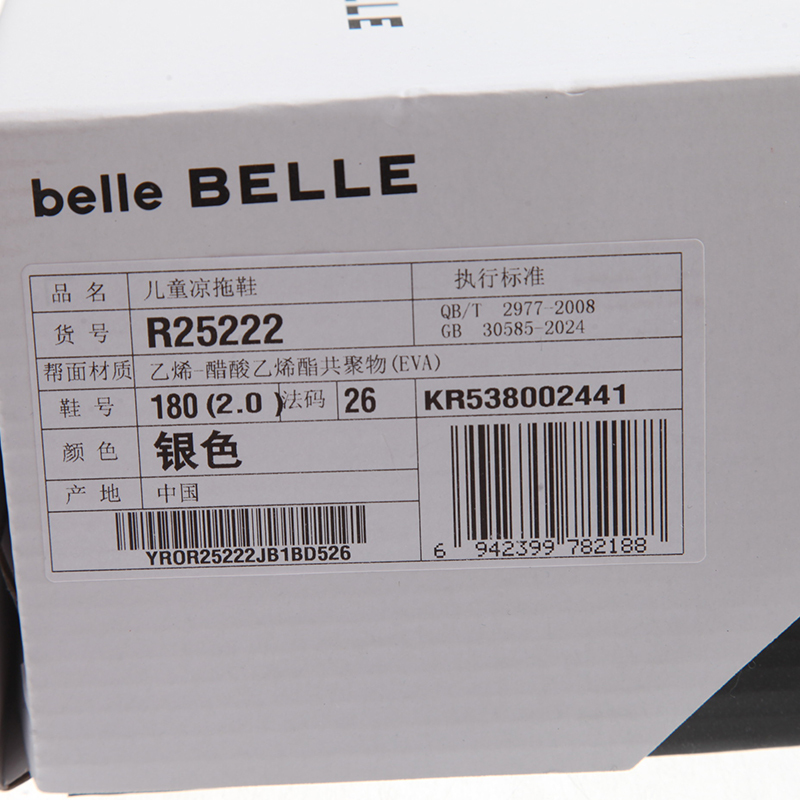 BELLE
belle BELLE
品 名 儿童凉拖鞋 执行标准
货 号 R25222 QB/T 2977-2008
GB 30585-2024
帮面材质 乙烯-醋酸乙烯酯共聚物(EVA)
鞋 号 180 (2.0 ) 法码 26 KR538002441
颜 色 银色
产 地 中国
YROR25222JB1BD526
6 942399 782188